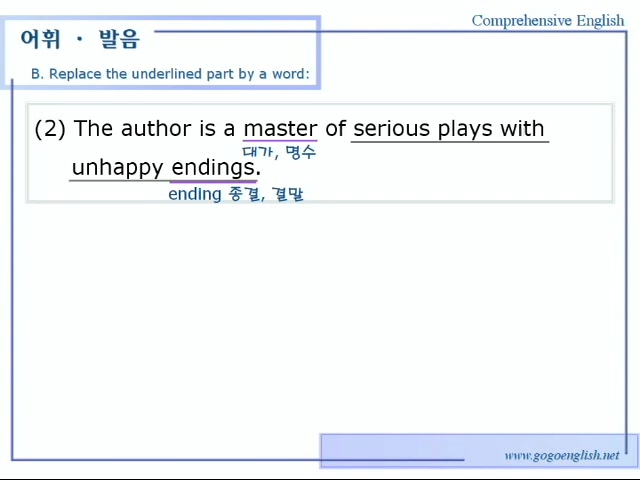 Comprehensive English
어휘 · 발음
B. Replace the underlined part by a word:
(2) The author is a master of serious plays with
대가, 명수
unhappy endings.
ending 종결, 결말
www.gogoenglish.net